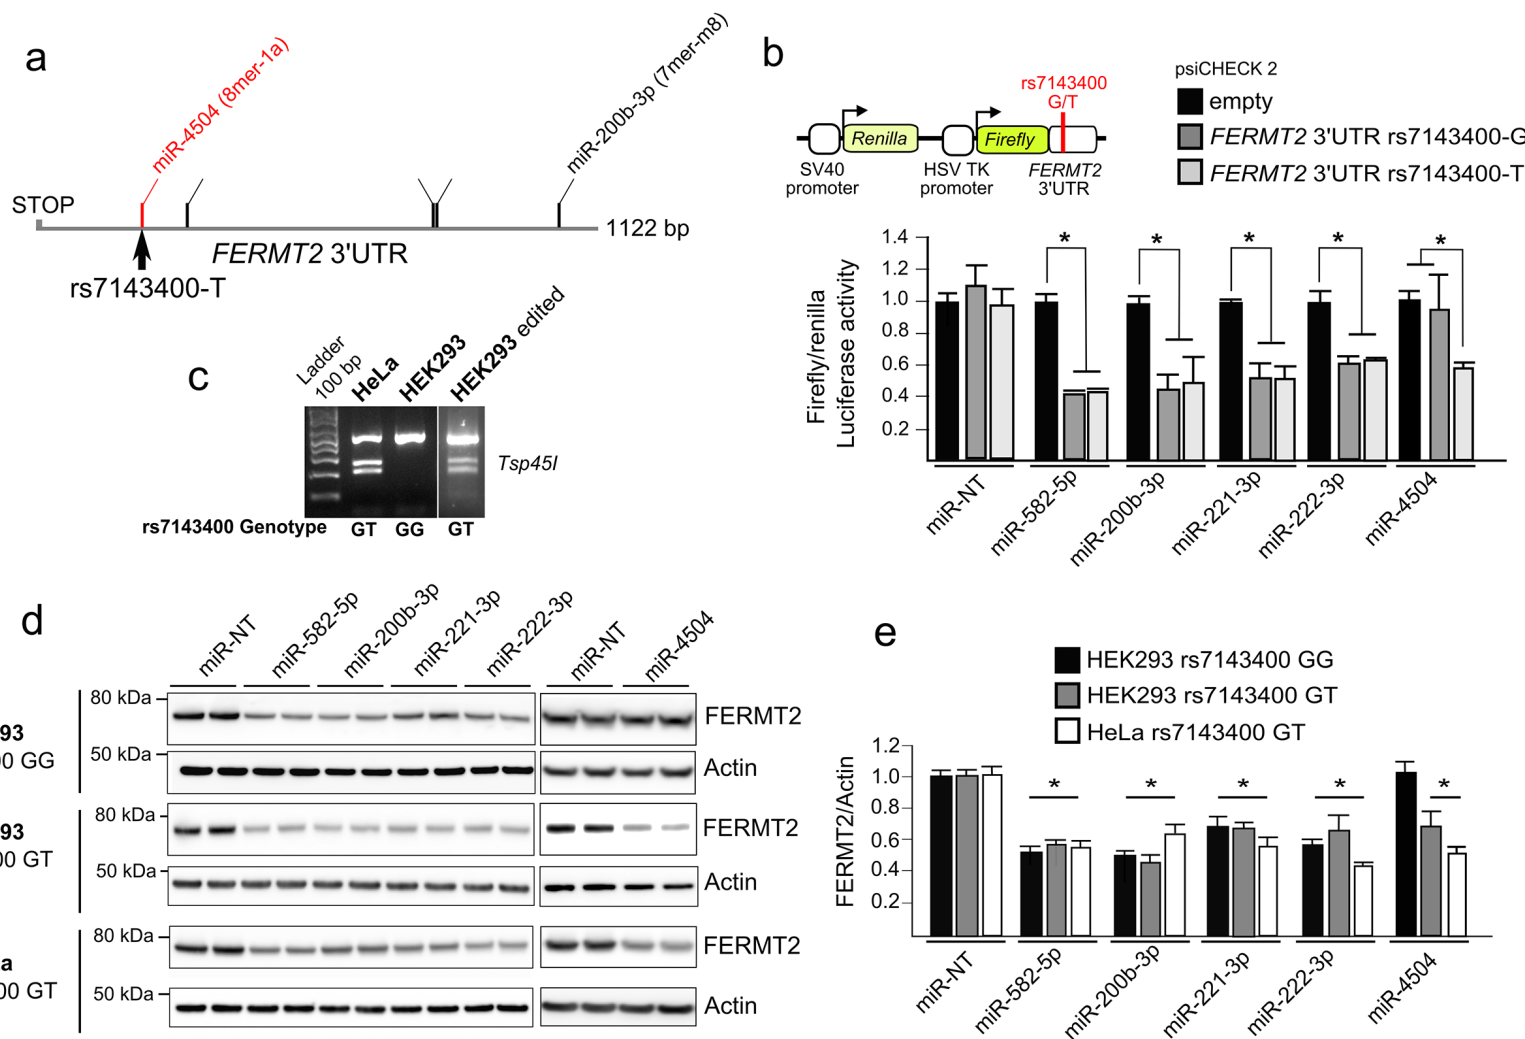 a
miR-4504 (8mer-1a)
miR-200b-3p (7mer-m8)
STOP
1122 bp
FERMT2 3'UTR
rs7143400-T
b
rs7143400
G/T
Renilla
Firefly
SV40
promoter
HSV TK
promoter
FERMT2
3'UTR
psiCHECK 2
empty
FERMT2 3'UTR rs7143400-G
FERMT2 3'UTR rs7143400-T
Firefly/renilla
Luciferase activity
1.4
1.2
1.0
0.8
0.6
0.4
0.2
* * * * *
miR-NT
miR-582-5p
miR-200b-3p
miR-221-3p
miR-222-3p
miR-4504
c
Ladder
100 bp
HeLa
HEK293
HEK293 edited
Tsp45I
rs7143400 Genotype GT GG GT
d
miR-NT
miR-582-5p
miR-200b-3p
miR-221-3p
miR-222-3p
miR-NT
miR-4504
93
0 GG
80 kDa
FERMT2
50 kDa
Actin
93
00 GT
80 kDa
FERMT2
50 kDa
Actin
a
00 GT
80 kDa
FERMT2
50 kDa
Actin
e
HEK293 rs7143400 GG
HEK293 rs7143400 GT
HeLa rs7143400 GT
FERMT2/Actin
1.2
1.0
0.8
0.6
0.4
0.2
* * * * *
miR-NT
miR-582-5p
miR-200b-3p
miR-221-3p
miR-222-3p
miR-4504